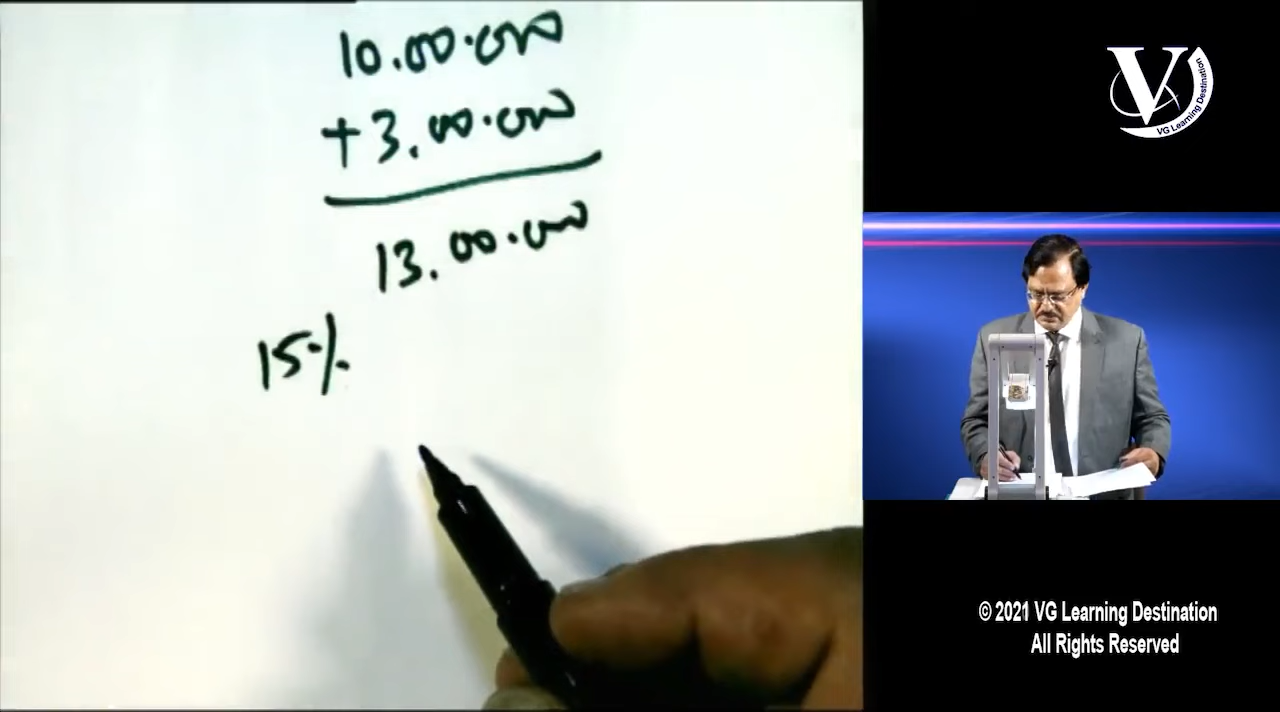 10.00.000
+3.00.000
13.00.000
15%
V
VG Learning Destination
© 2021 VG Learning Destination
All Rights Reserved